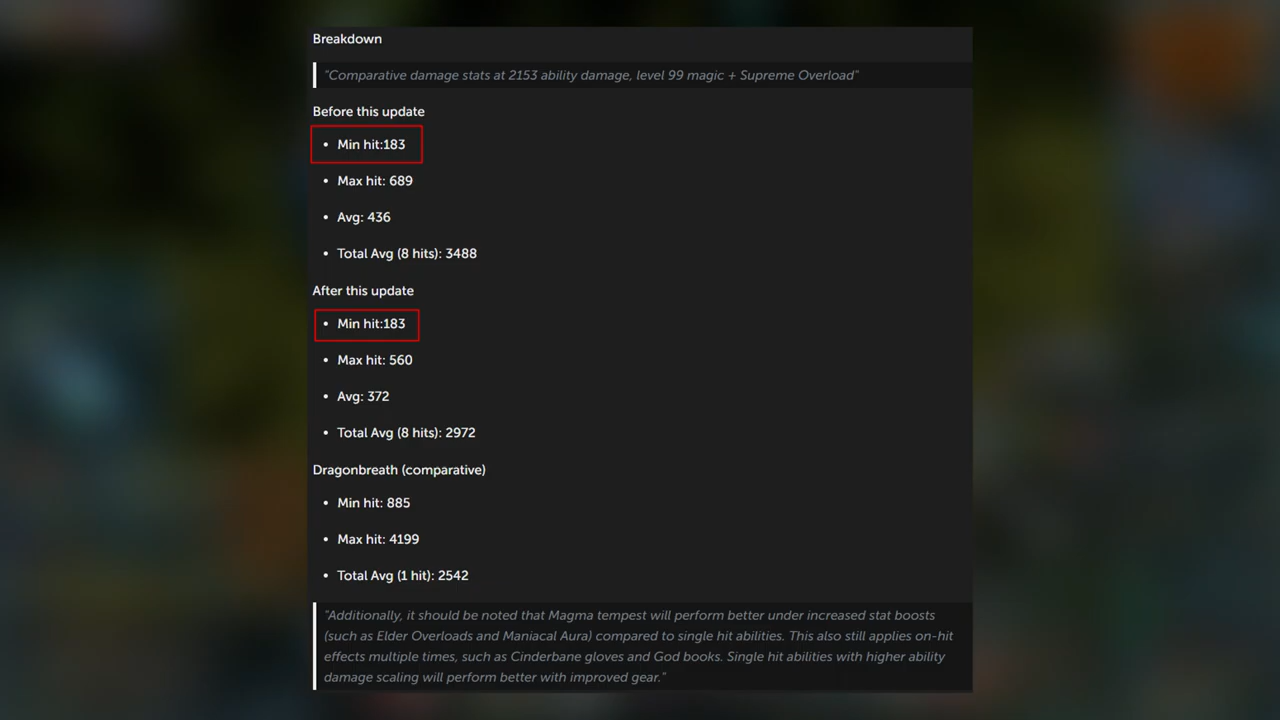 Breakdown
"Comparative damage stats at 2153 ability damage, level 99 magic + Supreme Overload"
Before this update
• Min hit:183
• Max hit: 689
• Avg: 436
• Total Avg (8 hits): 3488
After this update
• Min hit:183
• Max hit: 560
• Avg: 372
• Total Avg (8 hits): 2972
Dragonbreath (comparative)
• Min hit: 885
• Max hit: 4199
• Total Avg (1 hit): 2542
"Additionally, it should be noted that Magma tempest will perform better under increased stat boosts
(such as Elder Overloads and Maniacal Aura) compared to single hit abilities. This also still applies on-hit
effects multiple times, such as Cinderbane gloves and God books. Single hit abilities with higher ability
damage scaling will perform better with improved gear."